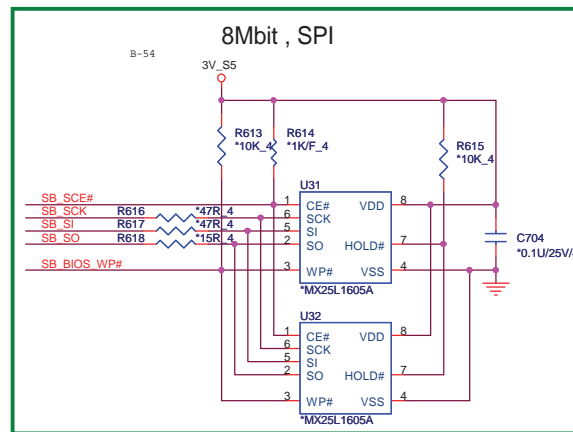 8Mbit , SPI
B-54
3V_S5
R613
*10K_4
R614
*1K/F_4
R615
*10K_4
U31
SB_SCE#
SB_SCK
SB_SI
SB_SO
SB_BIOS_WP#
R616
R617
R618
*47R_4
*47R_4
*15R_4
1
6
5
2
3
CE#
SCK
SI
SO
WP#
VDD
HOLD#
VSS
8
7
4
*MX25L1605A
C704
*0.1U/25V/
U32
1
6
5
2
3
CE#
SCK
SI
SO
WP#
VDD
HOLD#
VSS
8
7
4
*MX25L1605A